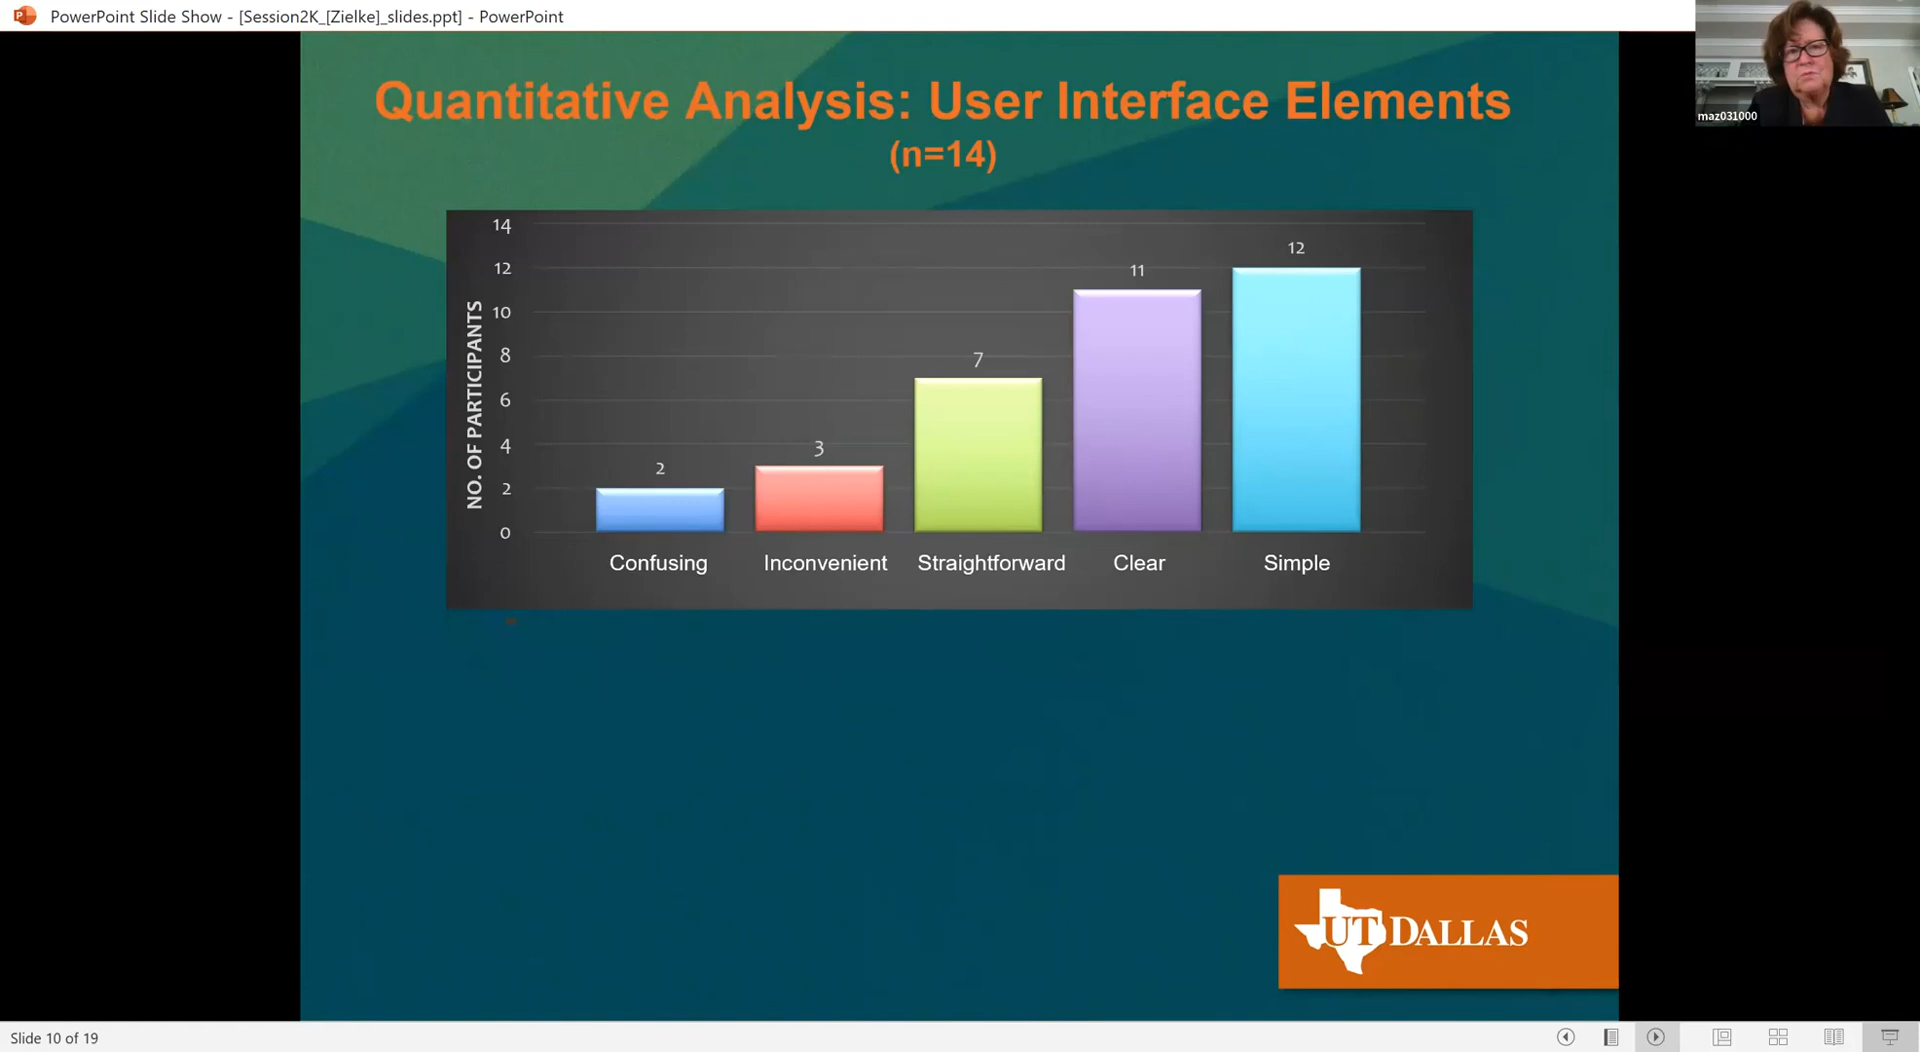 PowerPoint Slide Show - [Session2K_[Zielke]_slides.ppt] - PowerPoint
maz031000
Quantitative Analysis: User Interface Elements
(n=14)
NO. OF PARTICIPANTS
14
12
10
8
6
4
2
0
2
3
7
11
12
Confusing
Inconvenient
Straightforward
Clear
Simple
UT DALLAS
Slide 10 of 19